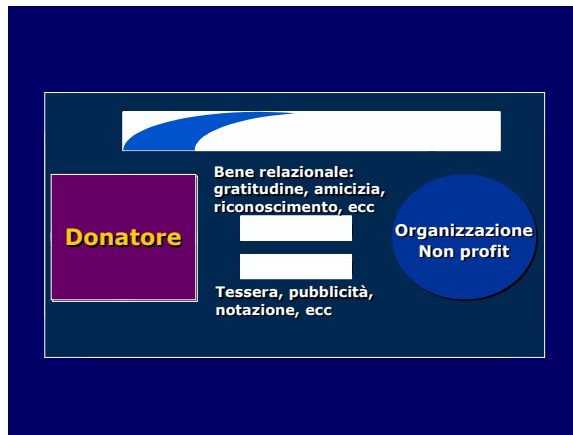 Bene relazionale:
gratitudine, amicizia,
riconoscimento, ecc
Donatore
Organizzazione
Non profit
Tessera, pubblicità,
notazione, ecc